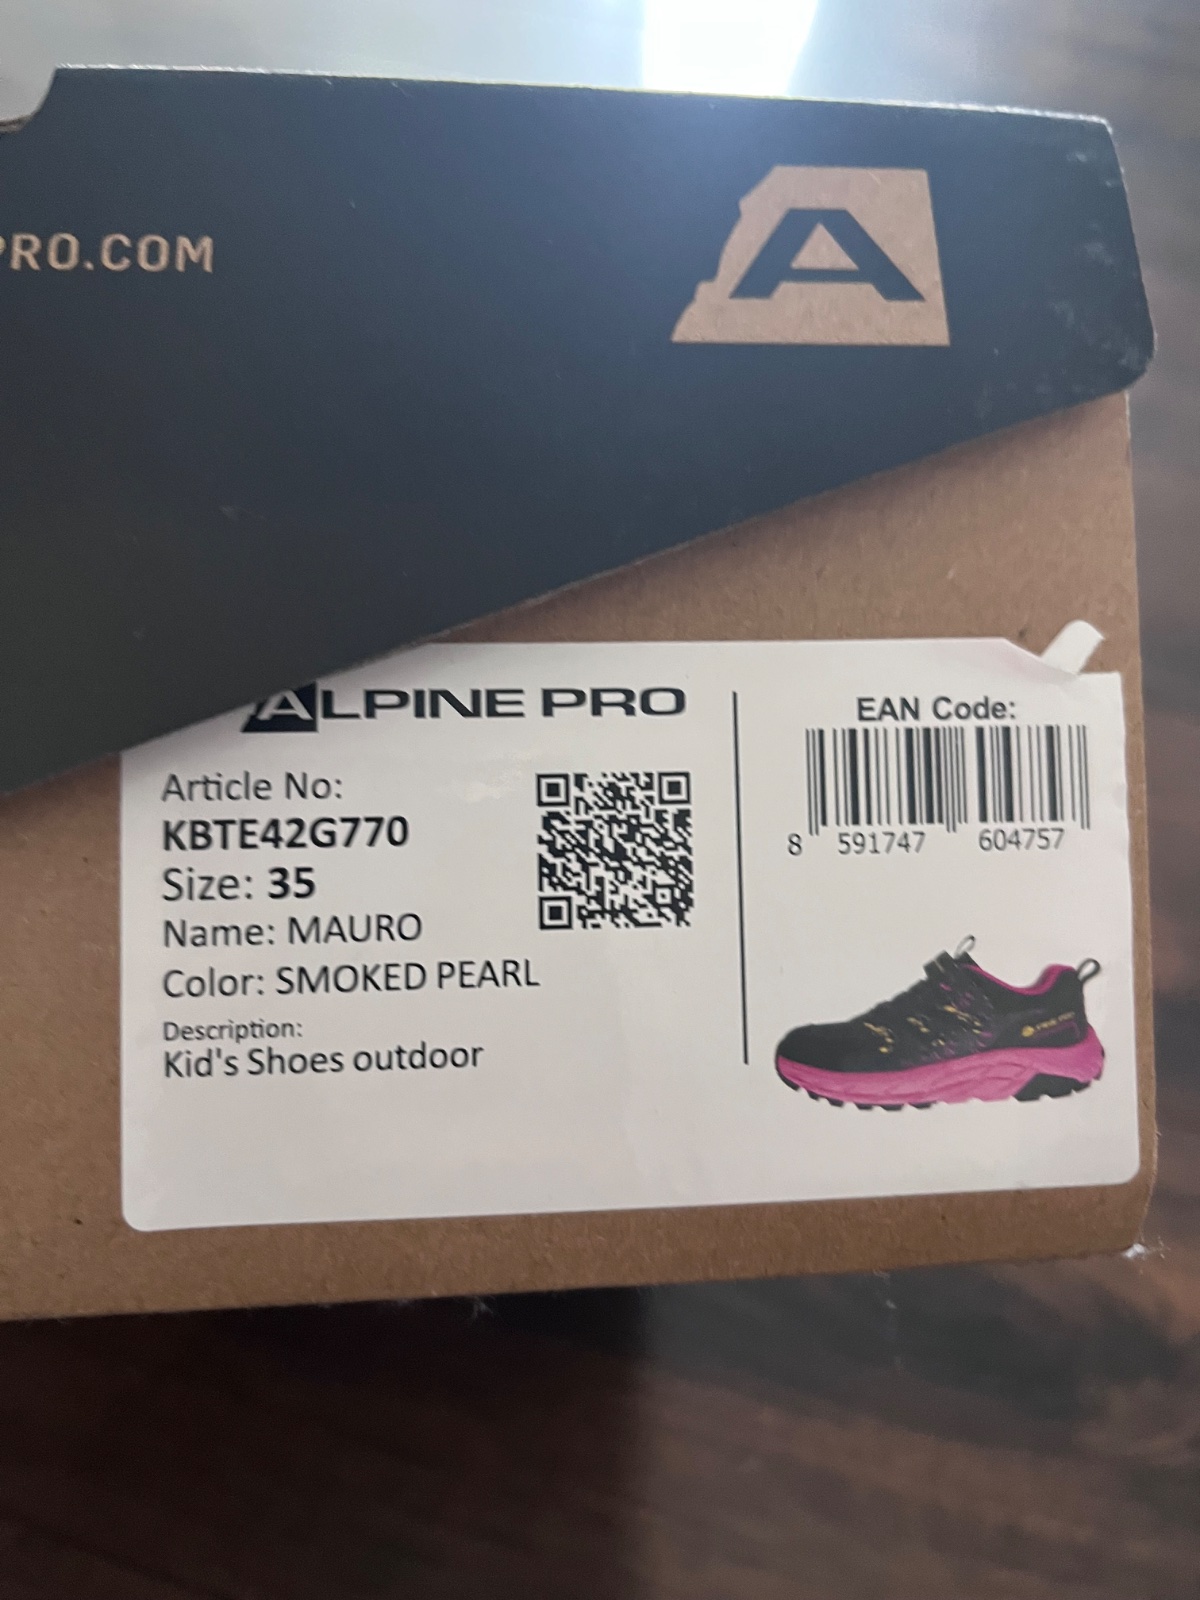 PRO.COM
A
ALPINE PRO
Article No:
KBTE42G770
Size: 35
Name: MAURO
Color: SMOKED PEARL
Description:
Kid's Shoes outdoor
EAN Code:
8 591747 604757